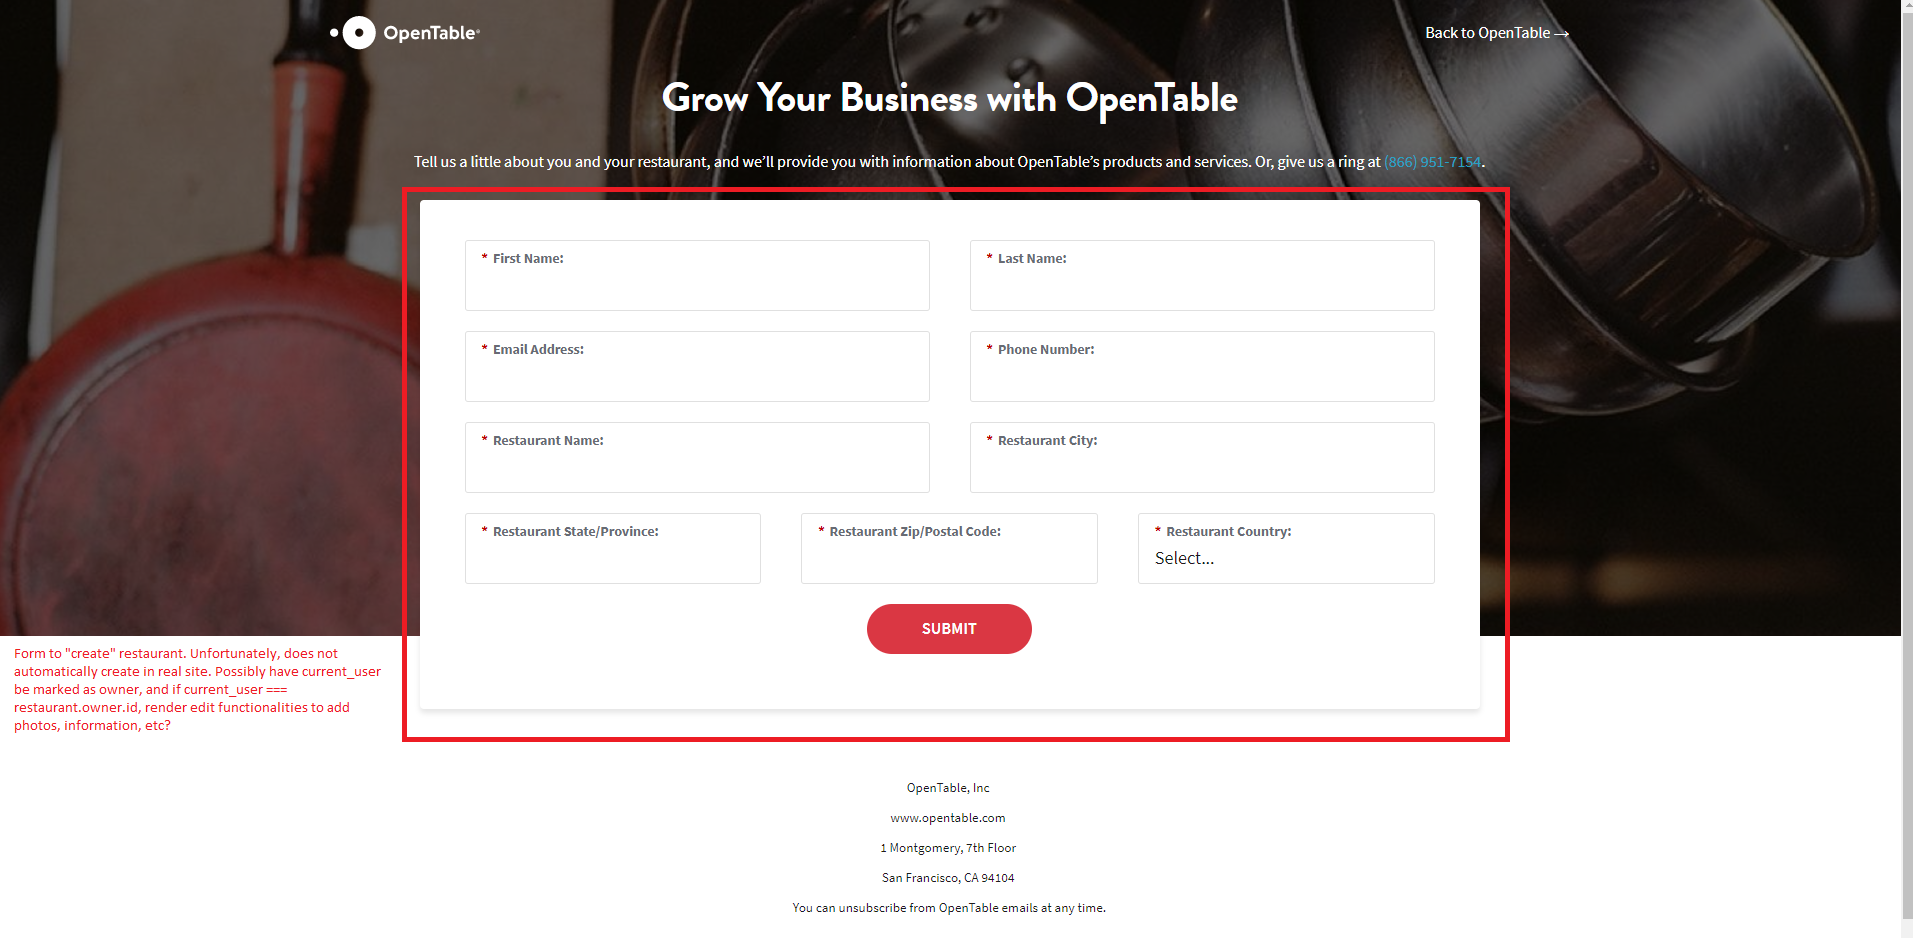 OpenTable®
Back to OpenTable →
Grow Your Business with OpenTable
Tell us a little about you and your restaurant, and we’ll provide you with information about OpenTable’s products and services. Or, give us a ring at (866) 951-7154.
* First Name:
* Last Name:
* Email Address:
* Phone Number:
* Restaurant Name:
* Restaurant City:
* Restaurant State/Province:
* Restaurant Zip/Postal Code:
* Restaurant Country:
Select...
SUBMIT
Form to "create" restaurant. Unfortunately, does not
automatically create in real site. Possibly have current_user
be marked as owner, and if current_user ===
restaurant.owner.id, render edit functionalities to add
photos, information, etc?
OpenTable, Inc
www.opentable.com
1 Montgomery, 7th Floor
San Francisco, CA 94104
You can unsubscribe from OpenTable emails at any time.